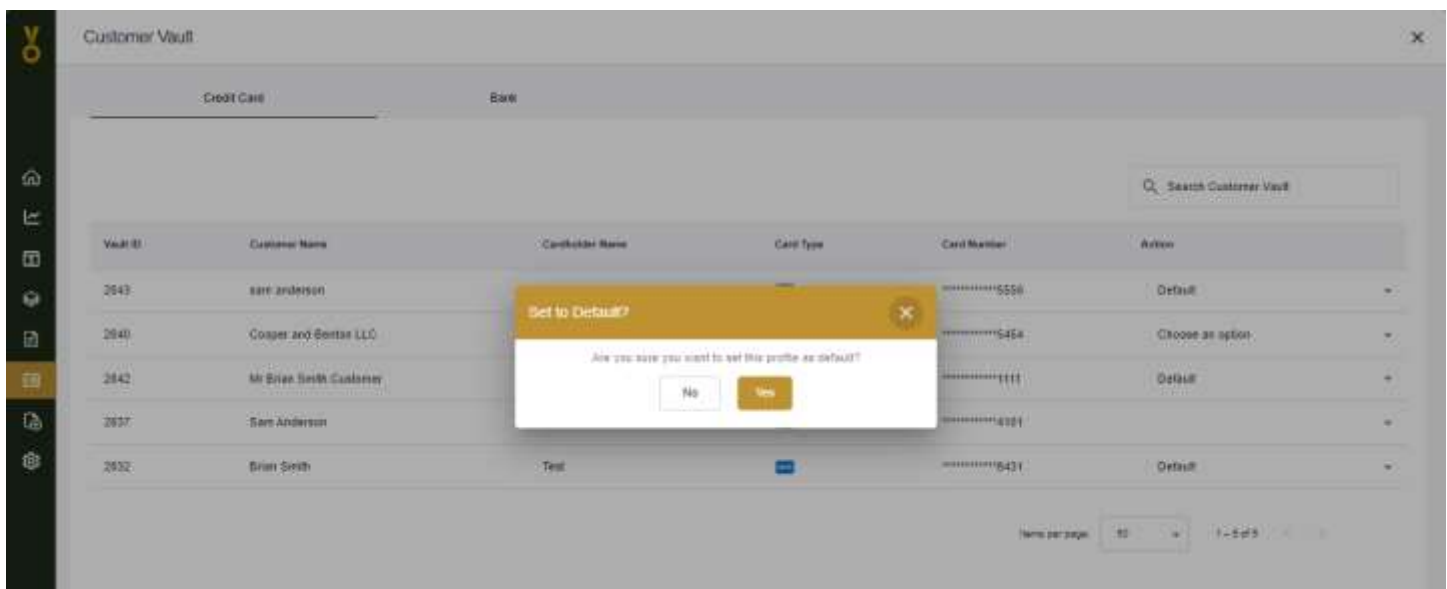 Customer Vault
Credit Card Bank
Search Customer Vault
Vault ID Customer Name Cardholder Name Card Type Card Number Action
2843 sam anderson ************5556 Default
2840 Cooper and Benton LLC ************5454 Choose an option
2842 Mr Brian Smith Customer ************1111 Default
2837 Sam Anderson
2832 Brian Smith Test ************8431 Default
Set to Default?
Are you sure you want to set this profile as default?
No Yes
Items per page: 10 1 – 5 of 5